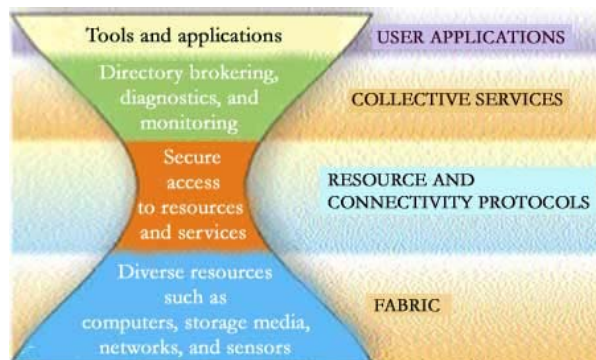 Tools and applications
USER APPLICATIONS
Directory brokering,
diagnostics, and
monitoring
COLLECTIVE SERVICES
Secure
access
to resources
and services
RESOURCE AND
CONNECTIVITY PROTOCOLS
Diverse resources
such as
computers, storage media,
networks, and sensors
FABRIC